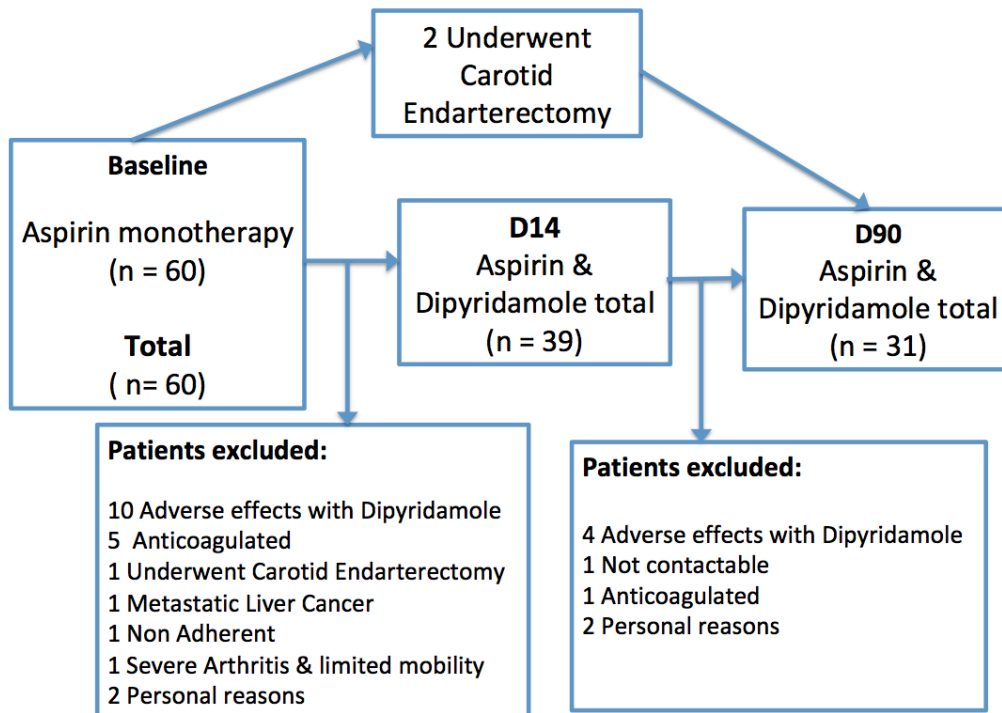 2 Underwent
Carotid
Endarterectomy
Baseline
Aspirin monotherapy
(n = 60)
Total
( n= 60)
D14
Aspirin &
Dipyridamole total
(n = 39)
D90
Aspirin &
Dipyridamole total
(n = 31)
Patients excluded:
10 Adverse effects with Dipyridamole
5  Anticoagulated
1 Underwent Carotid Endarterectomy
1 Metastatic Liver Cancer
1 Non Adherent
1 Severe Arthritis & limited mobility
2 Personal reasons
Patients excluded:
4 Adverse effects with Dipyridamole
1 Not contactable
1 Anticoagulated
2 Personal reasons